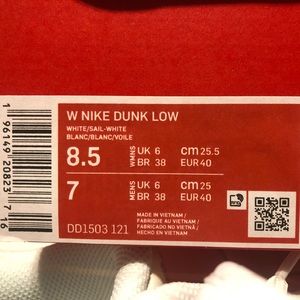 W NIKE DUNK LOW
WHITE/SAIL-WHITE
BLANC/BLANC/VOILE
8.5 WMNS UK 6 BR 38 cm 25.5 EUR 40
7 MENS UK 6 BR 38 cm 25 EUR 40
DD1503 121
MADE IN VIETNAM /
FABRIQUE AU VIETNAM /
FABRICADO NO VIETNÃ /
HECHO EN VIETNAM
1 96149 20823 7 16